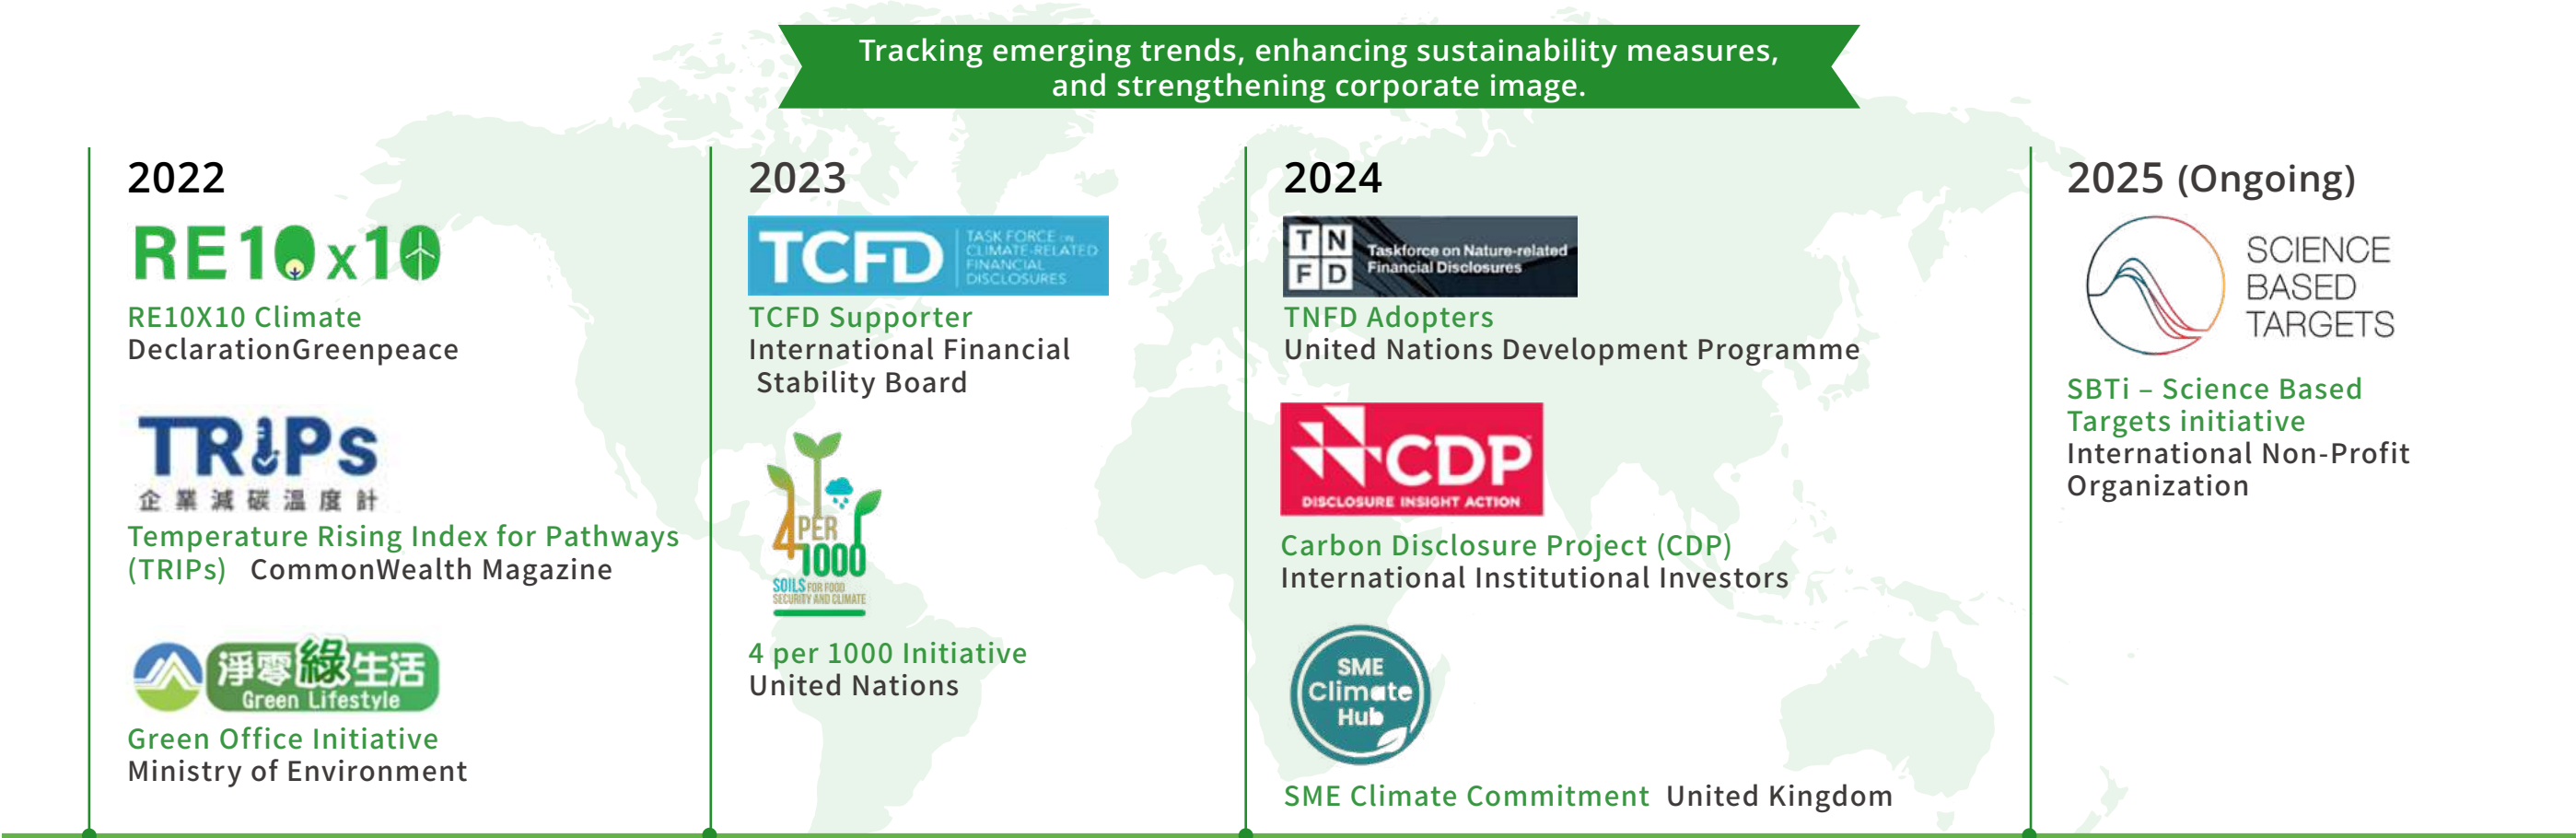 Tracking emerging trends, enhancing sustainability measures,
and strengthening corporate image.
2022
RE10x10
RE10X10 Climate
DeclarationGreenpeace
TRIPs
企業減碳溫度計
Temperature Rising Index for Pathways
(TRIPs) CommonWealth Magazine
淨零綠生活
Green Lifestyle
Green Office Initiative
Ministry of Environment
2023
TCFD
TASK FORCE ON
CLIMATE-RELATED
FINANCIAL
DISCLOSURES
TCFD Supporter
International Financial
Stability Board
4 PER
1000
SOILS FOR FOOD
SECURITY AND CLIMATE
4 per 1000 Initiative
United Nations
2024
TN
FD
Taskforce on Nature-related
Financial Disclosures
TNFD Adopters
United Nations Development Programme
CDP
DISCLOSURE INSIGHT ACTION
Carbon Disclosure Project (CDP)
International Institutional Investors
SME
Climate
Hub
SME Climate Commitment United Kingdom
2025 (Ongoing)
SCIENCE
BASED
TARGETS
SBTi – Science Based
Targets initiative
International Non-Profit
Organization